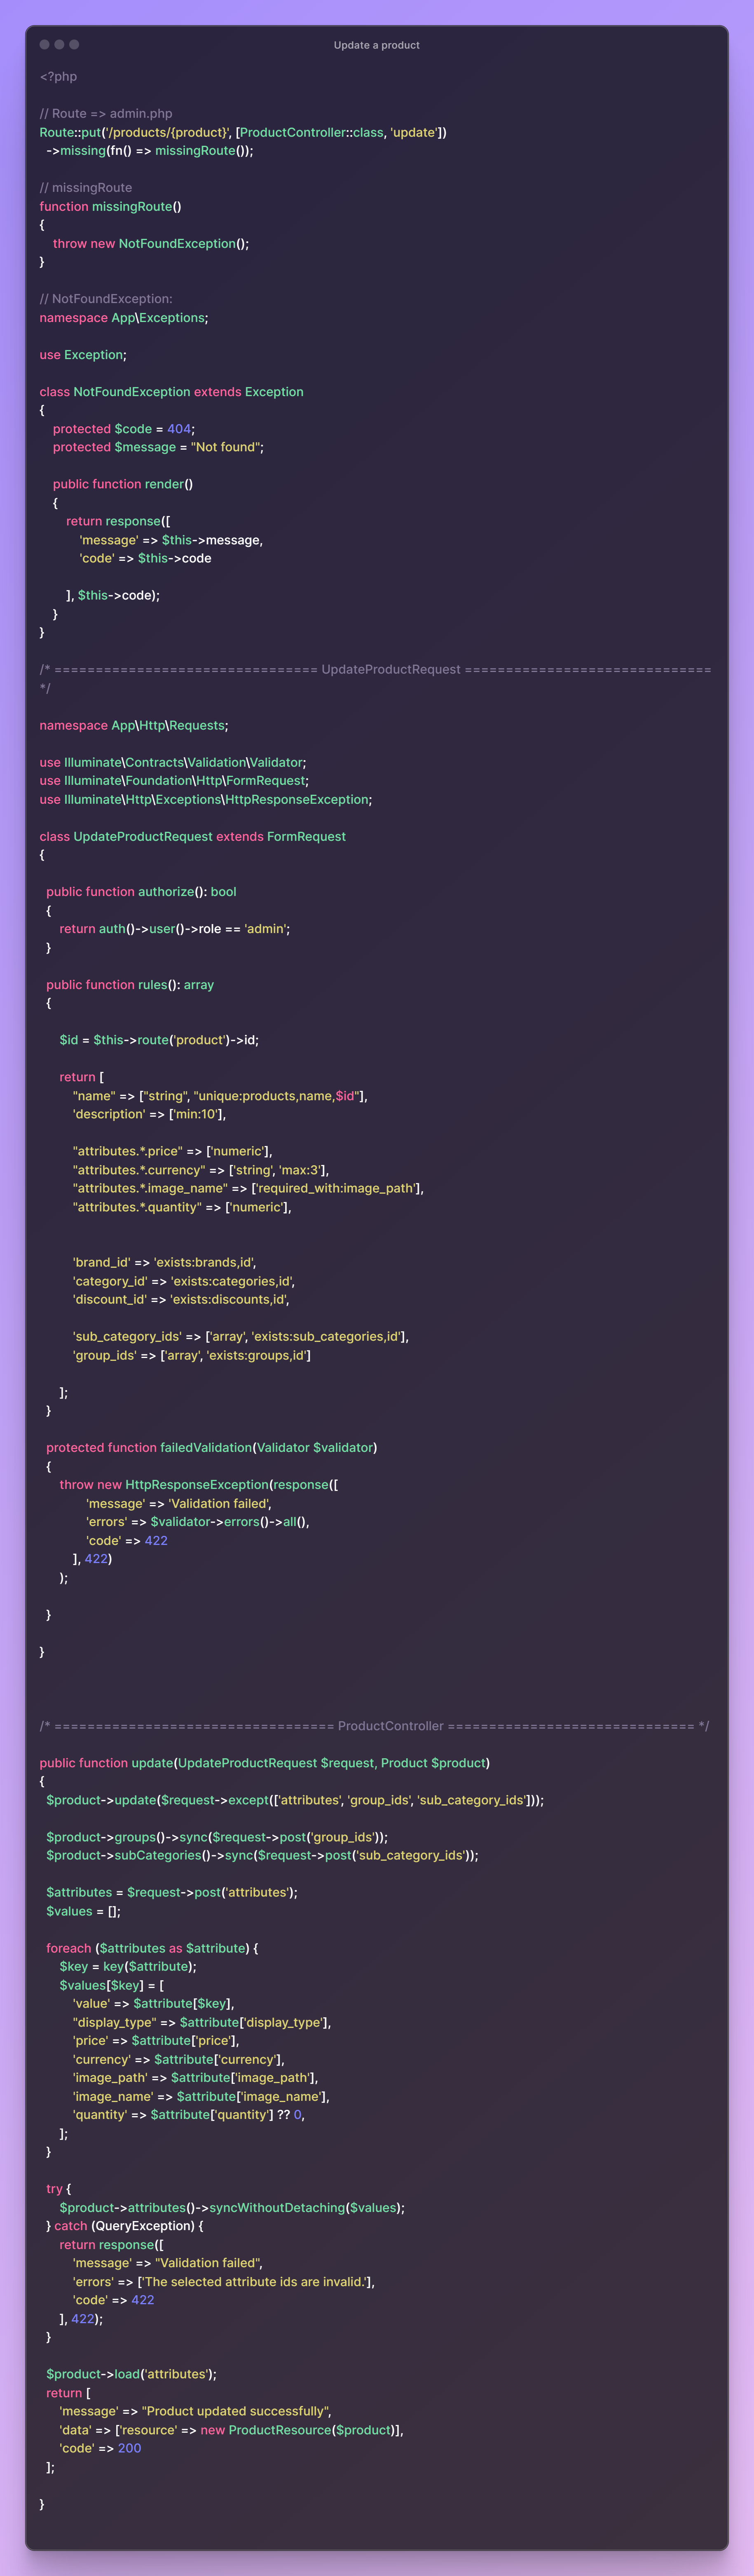 Update a product
<?php
// Route => admin.php
Route::put('/products/{product}', [ProductController::class, 'update'])
->missing(fn() => missingRoute());
// missingRoute
function missingRoute()
{
throw new NotFoundException();
}
// NotFoundException:
namespace App\Exceptions;
use Exception;
class NotFoundException extends Exception
{
protected $code = 404;
protected $message = "Not found";
public function render()
{
return response([
'message' => $this->message,
'code' => $this->code
], $this->code);
}
}
/* ================================ UpdateProductRequest ==============================
*/
namespace App\Http\Requests;
use Illuminate\Contracts\Validation\Validator;
use Illuminate\Foundation\Http\FormRequest;
use Illuminate\Http\Exceptions\HttpResponseException;
class UpdateProductRequest extends FormRequest
{
public function authorize(): bool
{
return auth()->user()->role == 'admin';
}
public function rules(): array
{
$id = $this->route('product')->id;
return [
"name" => ["string", "unique:products,name,$id"],
'description' => ['min:10'],
"attributes.*.price" => ['numeric'],
"attributes.*.currency" => ['string', 'max:3'],
"attributes.*.image_name" => ['required_with:image_path'],
"attributes.*.quantity" => ['numeric'],
'brand_id' => 'exists:brands,id',
'category_id' => 'exists:categories,id',
'discount_id' => 'exists:discounts,id',
'sub_category_ids' => ['array', 'exists:sub_categories,id'],
'group_ids' => ['array', 'exists:groups,id']
];
}
protected function failedValidation(Validator $validator)
{
throw new HttpResponseException(response([
'message' => 'Validation failed',
'errors' => $validator->errors()->all(),
'code' => 422
], 422)
);
}
}
/* ================================== ProductController ============================== */
public function update(UpdateProductRequest $request, Product $product)
{
$product->update($request->except(['attributes', 'group_ids', 'sub_category_ids']));
$product->groups()->sync($request->post('group_ids'));
$product->subCategories()->sync($request->post('sub_category_ids'));
$attributes = $request->post('attributes');
$values = [];
foreach ($attributes as $attribute) {
$key = key($attribute);
$values[$key] = [
'value' => $attribute[$key],
"display_type" => $attribute['display_type'],
'price' => $attribute['price'],
'currency' => $attribute['currency'],
'image_path' => $attribute['image_path'],
'image_name' => $attribute['image_name'],
'quantity' => $attribute['quantity'] ?? 0,
];
}
try {
$product->attributes()->syncWithoutDetaching($values);
} catch (QueryException) {
return response([
'message' => "Validation failed",
'errors' => ['The selected attribute ids are invalid.'],
'code' => 422
], 422);
}
$product->load('attributes');
return [
'message' => "Product updated successfully",
'data' => ['resource' => new ProductResource($product)],
'code' => 200
];
}